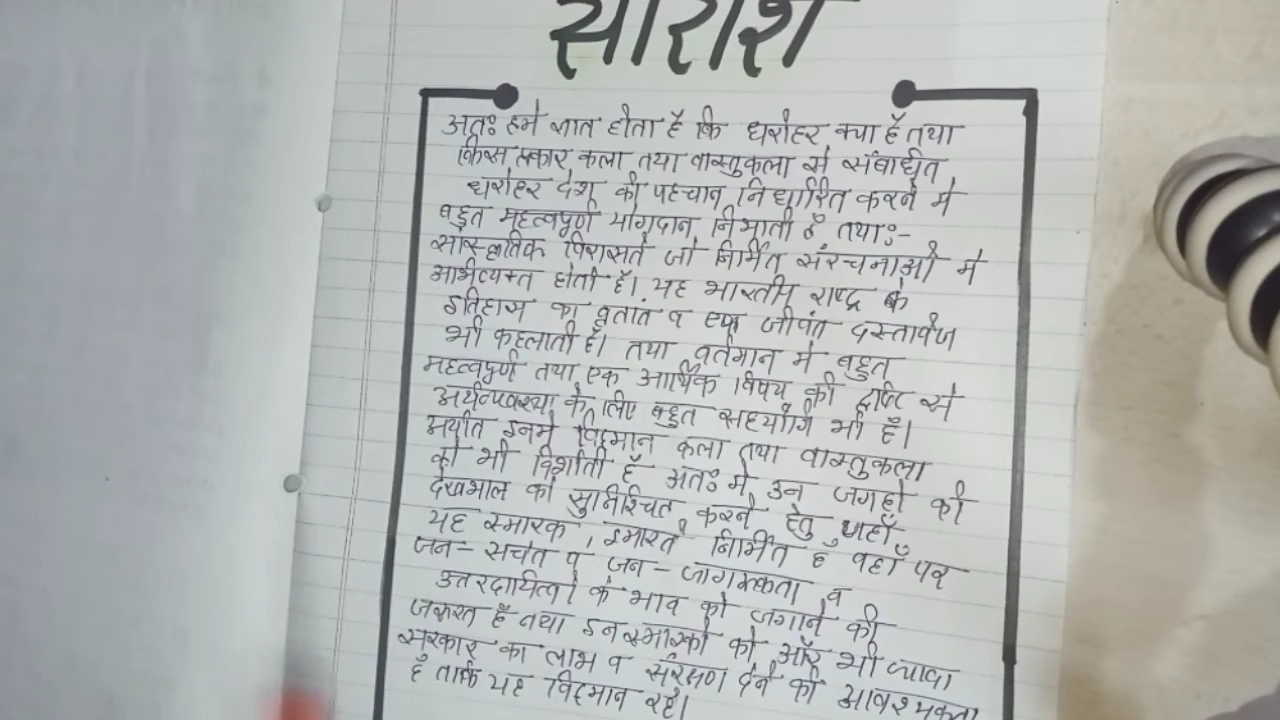 सारांश
अतः हमे ज्ञात होता है कि धरोहर क्या है तथा
किस प्रकार कला तथा वास्तुकला से संबंधित
धरोहर देश की पहचान निर्धारित करने मे
बहुत महत्वपूर्ण योगदान निभाती है तथाः-
सांस्कृतिक विरासते जो निर्मित संरचनाओं मे
अभिव्यक्त होती है। यह भारतीय राष्ट्र के
इतिहास का वृतांत व एक जीवंत दस्तावेज
भी कहलाती है। तथा वर्तमान मे बहुत
महत्वपूर्ण तथा एक आर्थिक विषय की दृष्टि से
अर्थव्यवस्था के लिए बहुत सहयोगि भी है।
अर्थात इनमे विद्यमान कला तथा वास्तुकला
को भी दर्शाती है अतः मे उन जगहो की
देखभाल को सुनिश्चित करने हेतु जहाँ
यह स्मारक, इमारते निर्मित है वहाँ पर
जन-सचेत व जन-जागरूकता व
उतरदायित्वो के भाव को जगाने की
जरूरत है तथा इन स्मारको को और भी ज्यादा
सरकार का लाभ व संरक्षण देने की आवश्यकता
है ताकि यह विद्यमान रहे।